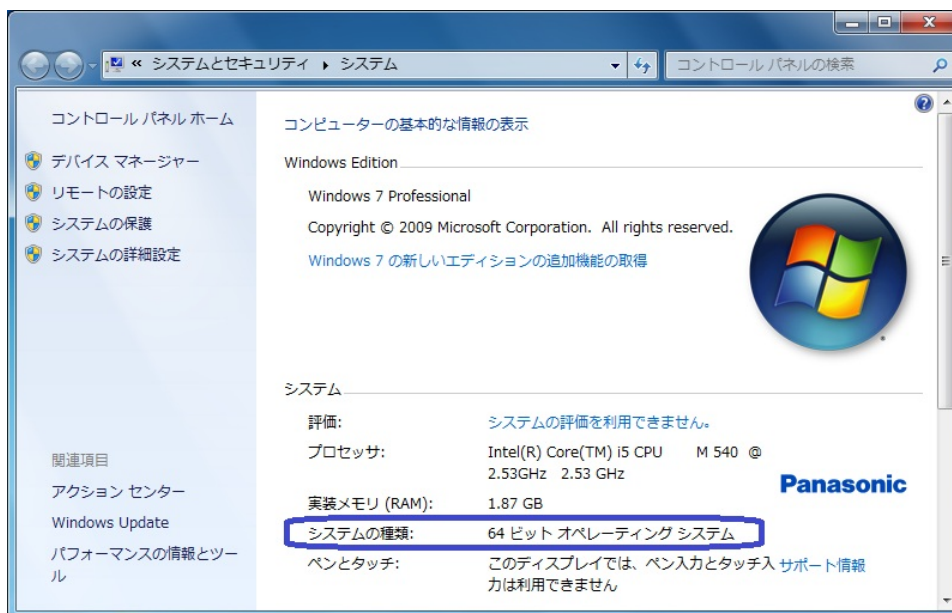 « システムとセキュリティ ▸ システム
コントロール パネルの検索
コントロール パネル ホーム
デバイス マネージャー
リモートの設定
システムの保護
システムの詳細設定
関連項目
アクション センター
Windows Update
パフォーマンスの情報とツー
ル
コンピューターの基本的な情報の表示
Windows Edition
Windows 7 Professional
Copyright © 2009 Microsoft Corporation. All rights reserved.
Windows 7 の新しいエディションの追加機能の取得
システム
評価: システムの評価を利用できません。
プロセッサ: Intel(R) Core(TM) i5 CPU M 540 @
2.53GHz 2.53 GHz
Panasonic
実装メモリ (RAM): 1.87 GB
システムの種類: 64 ビット オペレーティング システム
ペンとタッチ: このディスプレイでは、ペン入力とタッチ入
力は利用できません
サポート情報